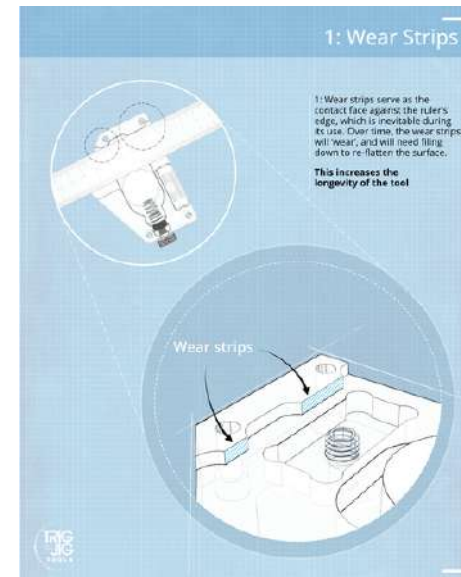 1: Wear Strips
1: Wear strips serve as the
contact face against the ruler's
edge, which is inevitable during
its use. Over time, the wear strips
will 'wear', and will need filing
down to re-flatten the surface.
This increases the
longevity of the tool
Wear strips
TRIG
JIG
TOOLS